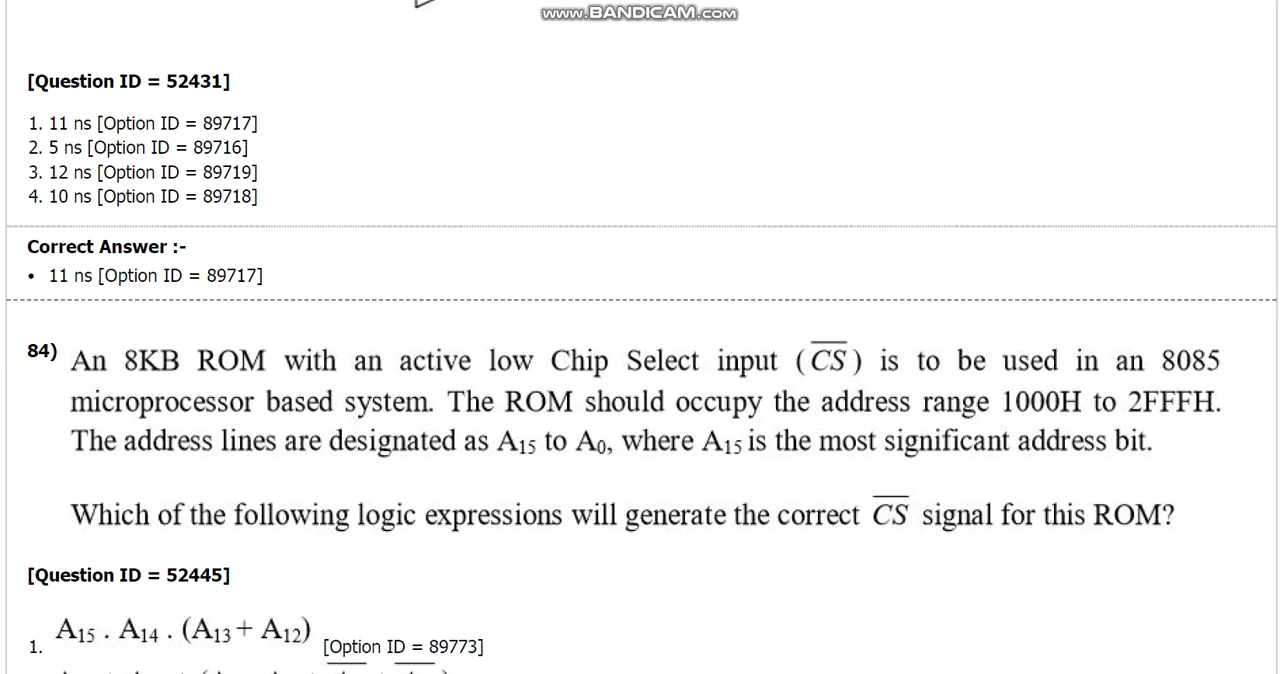 www.BANDICAM.com
[Question ID = 52431]
1. 11 ns [Option ID = 89717]
2. 5 ns [Option ID = 89716]
3. 12 ns [Option ID = 89719]
4. 10 ns [Option ID = 89718]
Correct Answer :-
• 11 ns [Option ID = 89717]
84) An 8KB ROM with an active low Chip Select input (C̅S̅) is to be used in an 8085
microprocessor based system. The ROM should occupy the address range 1000H to 2FFFH.
The address lines are designated as A₁₅ to A₀, where A₁₅ is the most significant address bit.
Which of the following logic expressions will generate the correct C̅S̅ signal for this ROM?
[Question ID = 52445]
1. A₁₅ . A₁₄ . (A₁₃ + A₁₂) [Option ID = 89773]